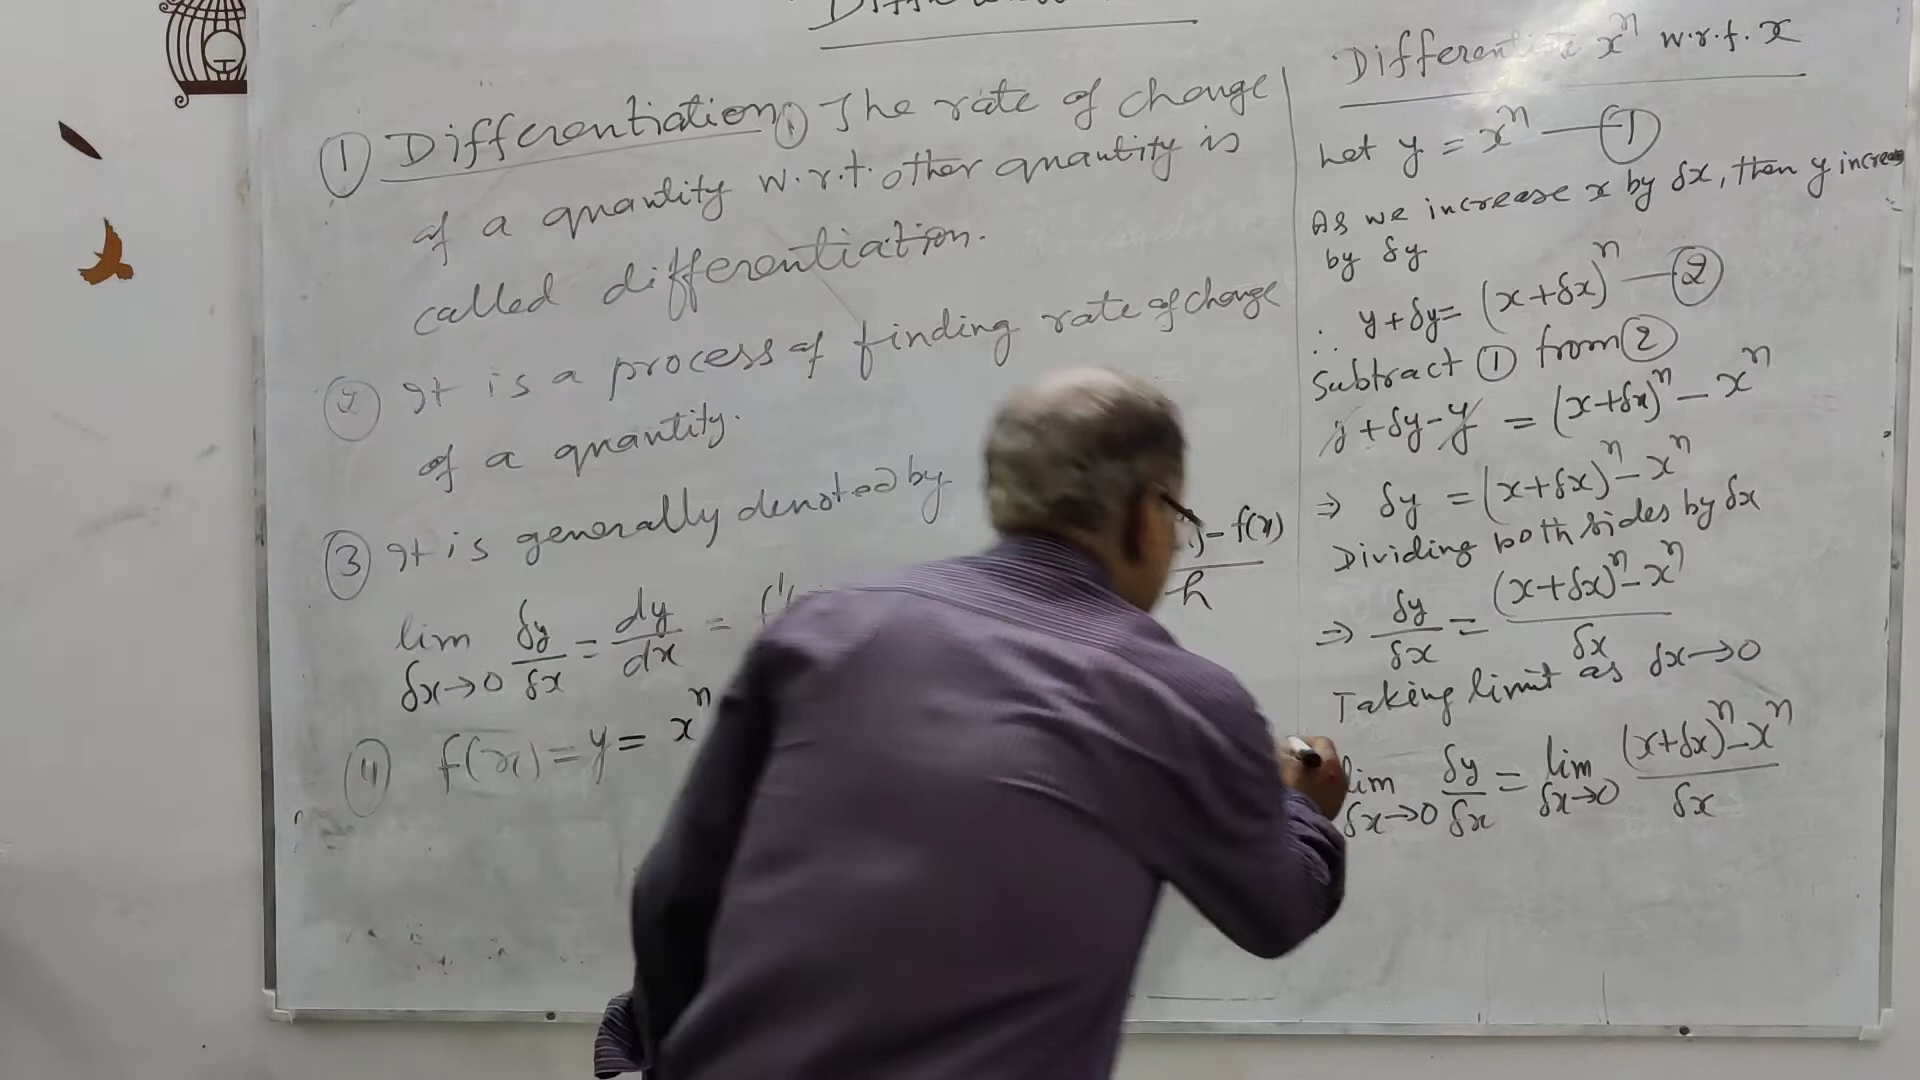 ① Differentiation: The rate of change
of a quantity w.r.t. other quantity is
called differentiation.
② It is a process of finding rate of change
of a quantity.
③ It is generally denoted by
lim δx→0 δy/δx = dy/dx =
– f(x)
h
④ f(x) = y = xⁿ
x^n w.r.t. x
Let y = xⁿ — ①
As we increase x by δx, then y
by δy
∴ y + δy = (x + δx)ⁿ — ②
Subtract ① from ②
y + δy - y = (x + δx)ⁿ - xⁿ
⇒ δy = (x + δx)ⁿ - xⁿ
Dividing both sides by δx
⇒ δy/δx = (x + δx)ⁿ - xⁿ / δx
Taking limit as δx→0
lim δx→0 δy/δx = lim δx→0 (x + δx)ⁿ - xⁿ / δx